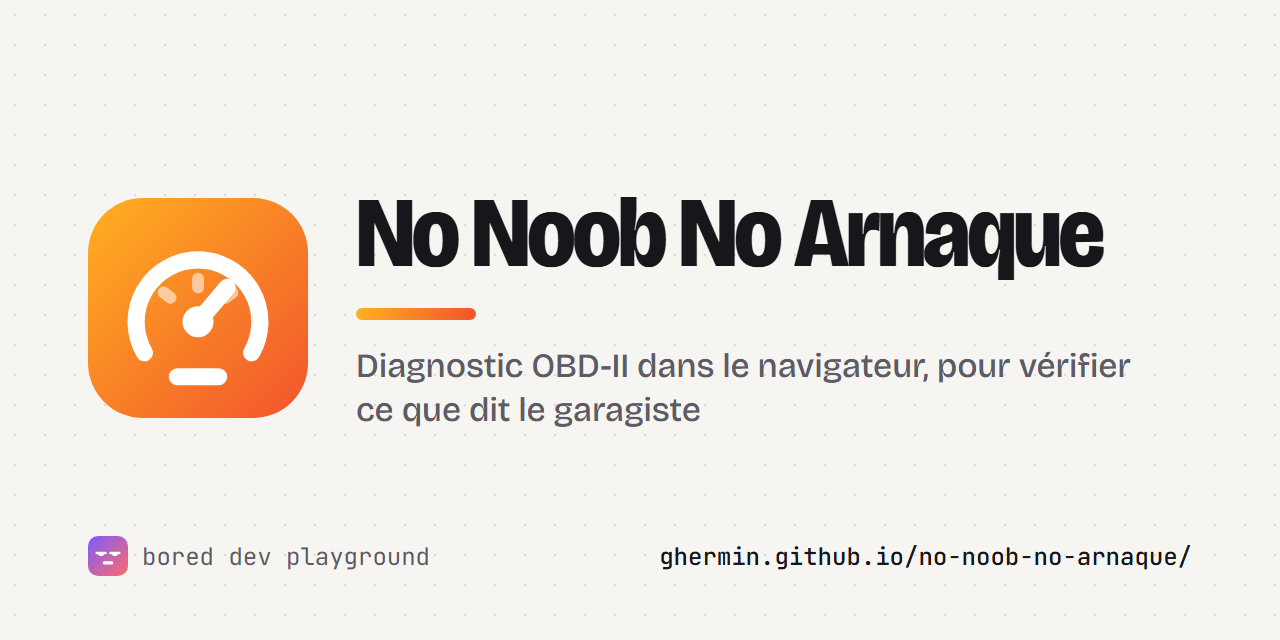 No Noob No Arnaque
Diagnostic OBD-II dans le navigateur, pour vérifier
ce que dit le garagiste
bored dev playground
ghermin.github.io/no-noob-no-arnaque/